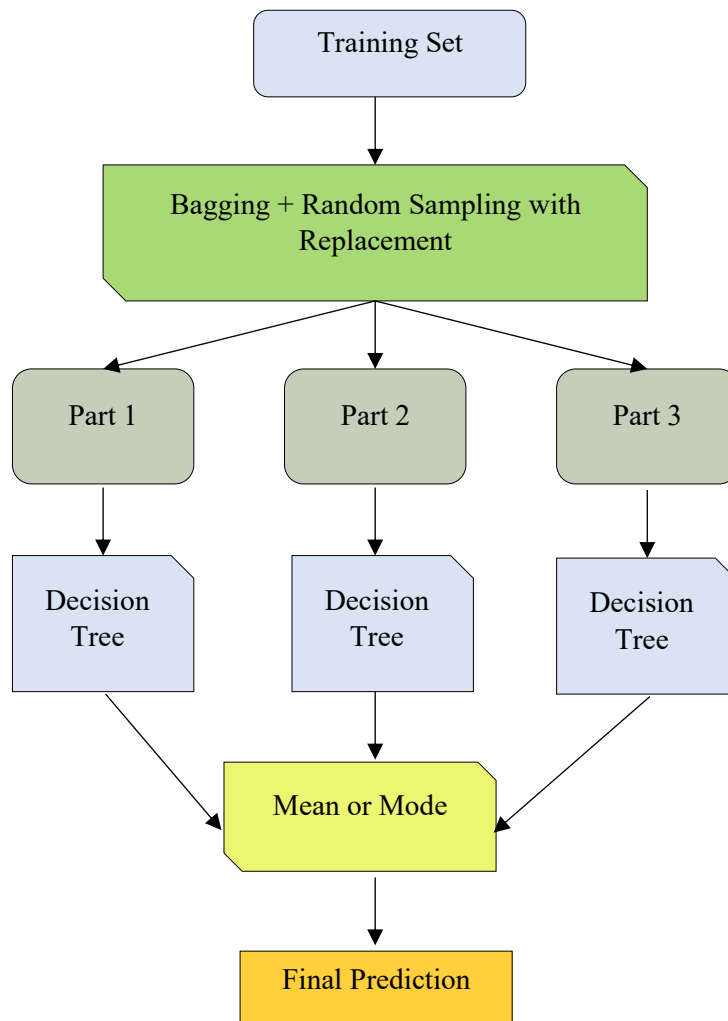 Training Set
Bagging + Random Sampling with
Replacement
Part 1
Part 2
Part 3
Decision
Tree
Decision
Tree
Decision
Tree
Mean or Mode
Final Prediction